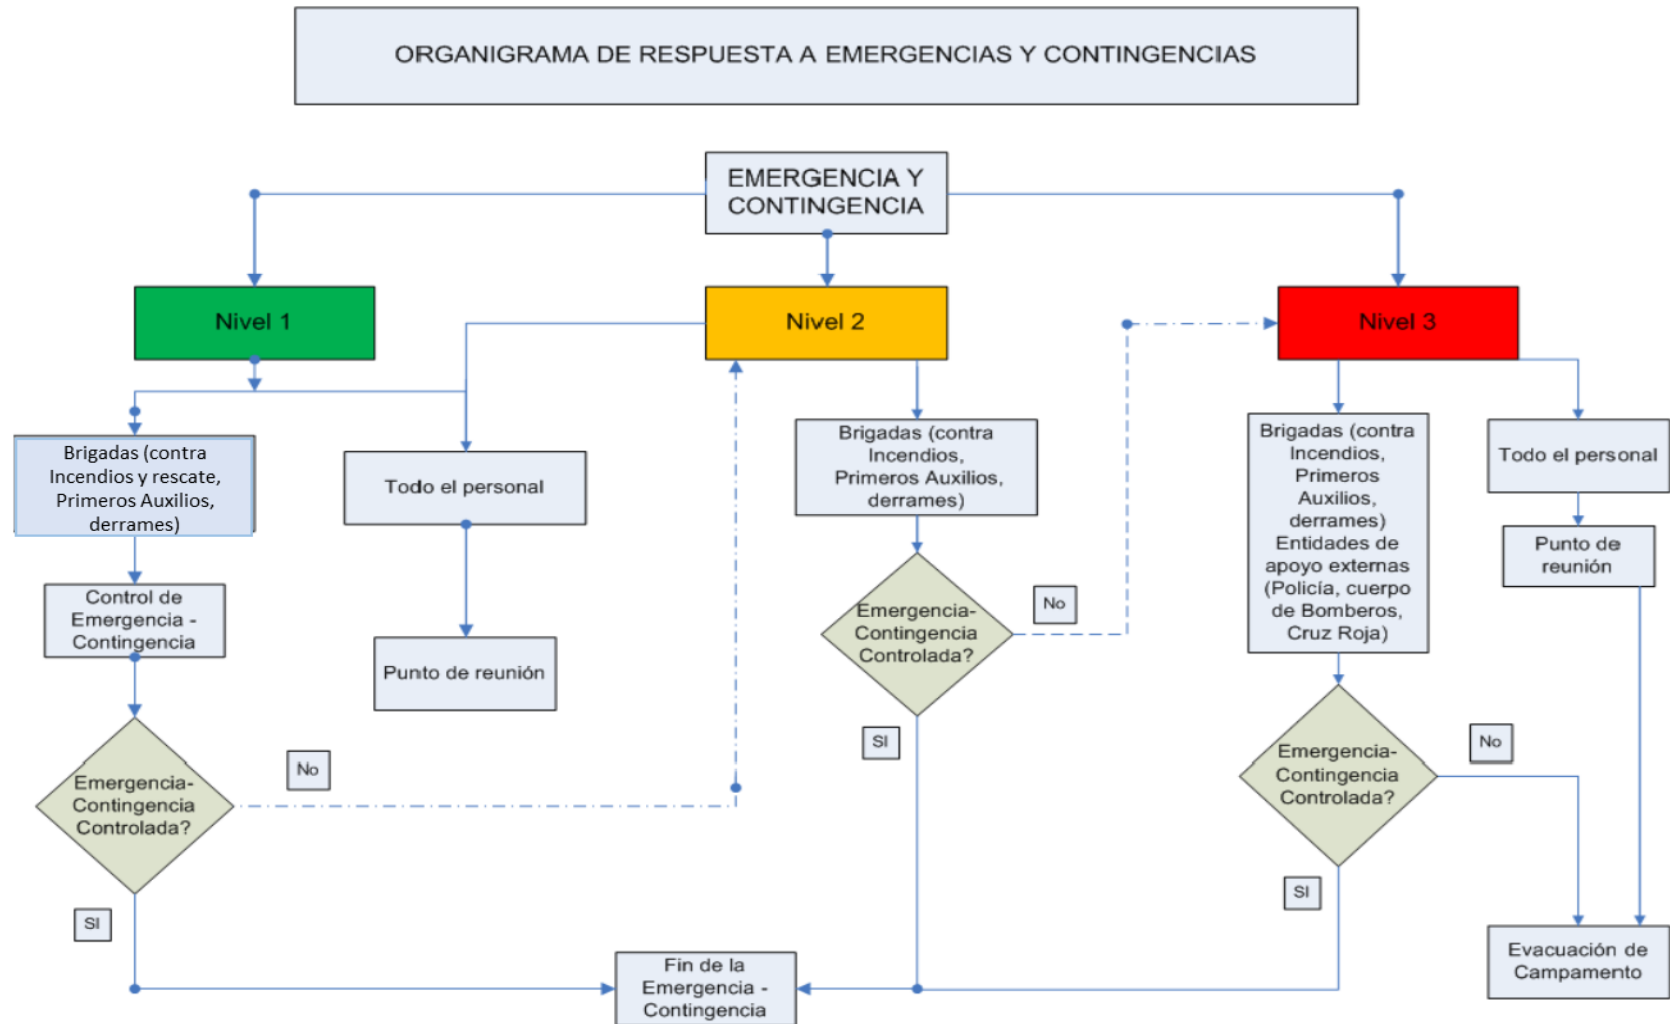 ORGANIGRAMA DE RESPUESTA A EMERGENCIAS Y CONTINGENCIAS
EMERGENCIA Y
CONTINGENCIA
Nivel 1
Nivel 2
Nivel 3
Brigadas (contra
Incendios y rescate,
Primeros Auxilios,
derrames)
Todo el personal
Brigadas (contra
Incendios,
Primeros Auxilios,
derrames)
Brigadas (contra
Incendios,
Primeros
Auxilios,
derrames)
Entidades de
apoyo externas
(Policía, cuerpo
de Bomberos,
Cruz Roja)
Todo el personal
Punto de
reunión
Control de
Emergencia -
Contingencia
Punto de reunión
Emergencia-
Contingencia
Controlada?
No
SI
Emergencia-
Contingencia
Controlada?
No
SI
Emergencia-
Contingencia
Controlada?
No
SI
Fin de la
Emergencia -
Contingencia
Evacuación de
Campamento